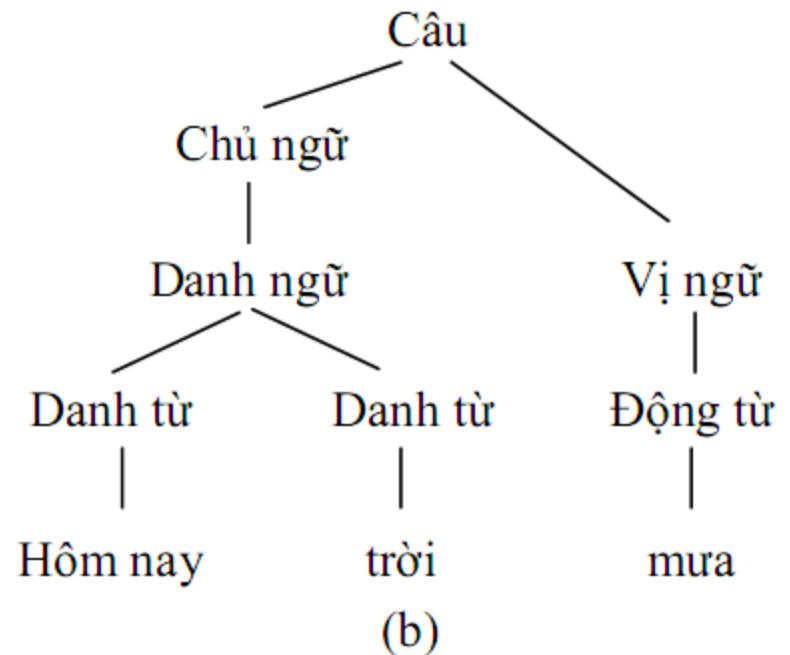 Câu
Chủ ngữ
Danh ngữ Vị ngữ
Danh từ Danh từ Động từ
Hôm nay trời mưa
(b)